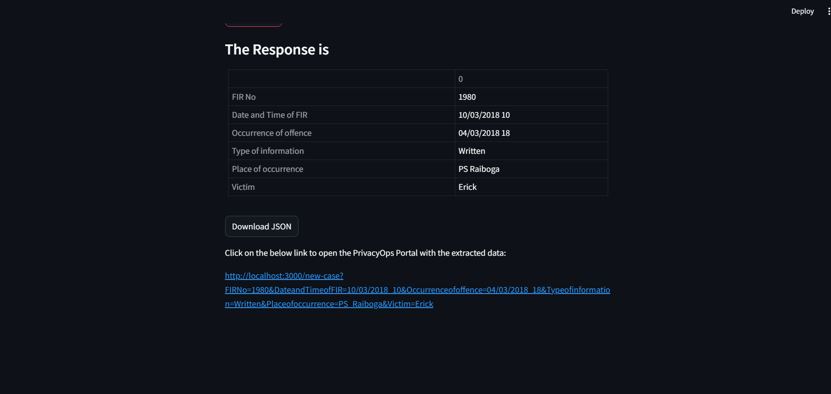 Deploy
The Response is
0
FIR No 1980
Date and Time of FIR 10/03/2018 10
Occurrence of offence 04/03/2018 18
Type of information Written
Place of occurrence PS Raiboga
Victim Erick
Download JSON
Click on the below link to open the PrivacyOps Portal with the extracted data:
http://localhost:3000/new-case?
FIRNo=1980&DateandTimeofFIR=10/03/2018_10&Occurrenceofoffence=04/03/2018_18&Typeofinformatio
n=Written&Placeofoccurrence=PS_Raiboga&Victim=Erick